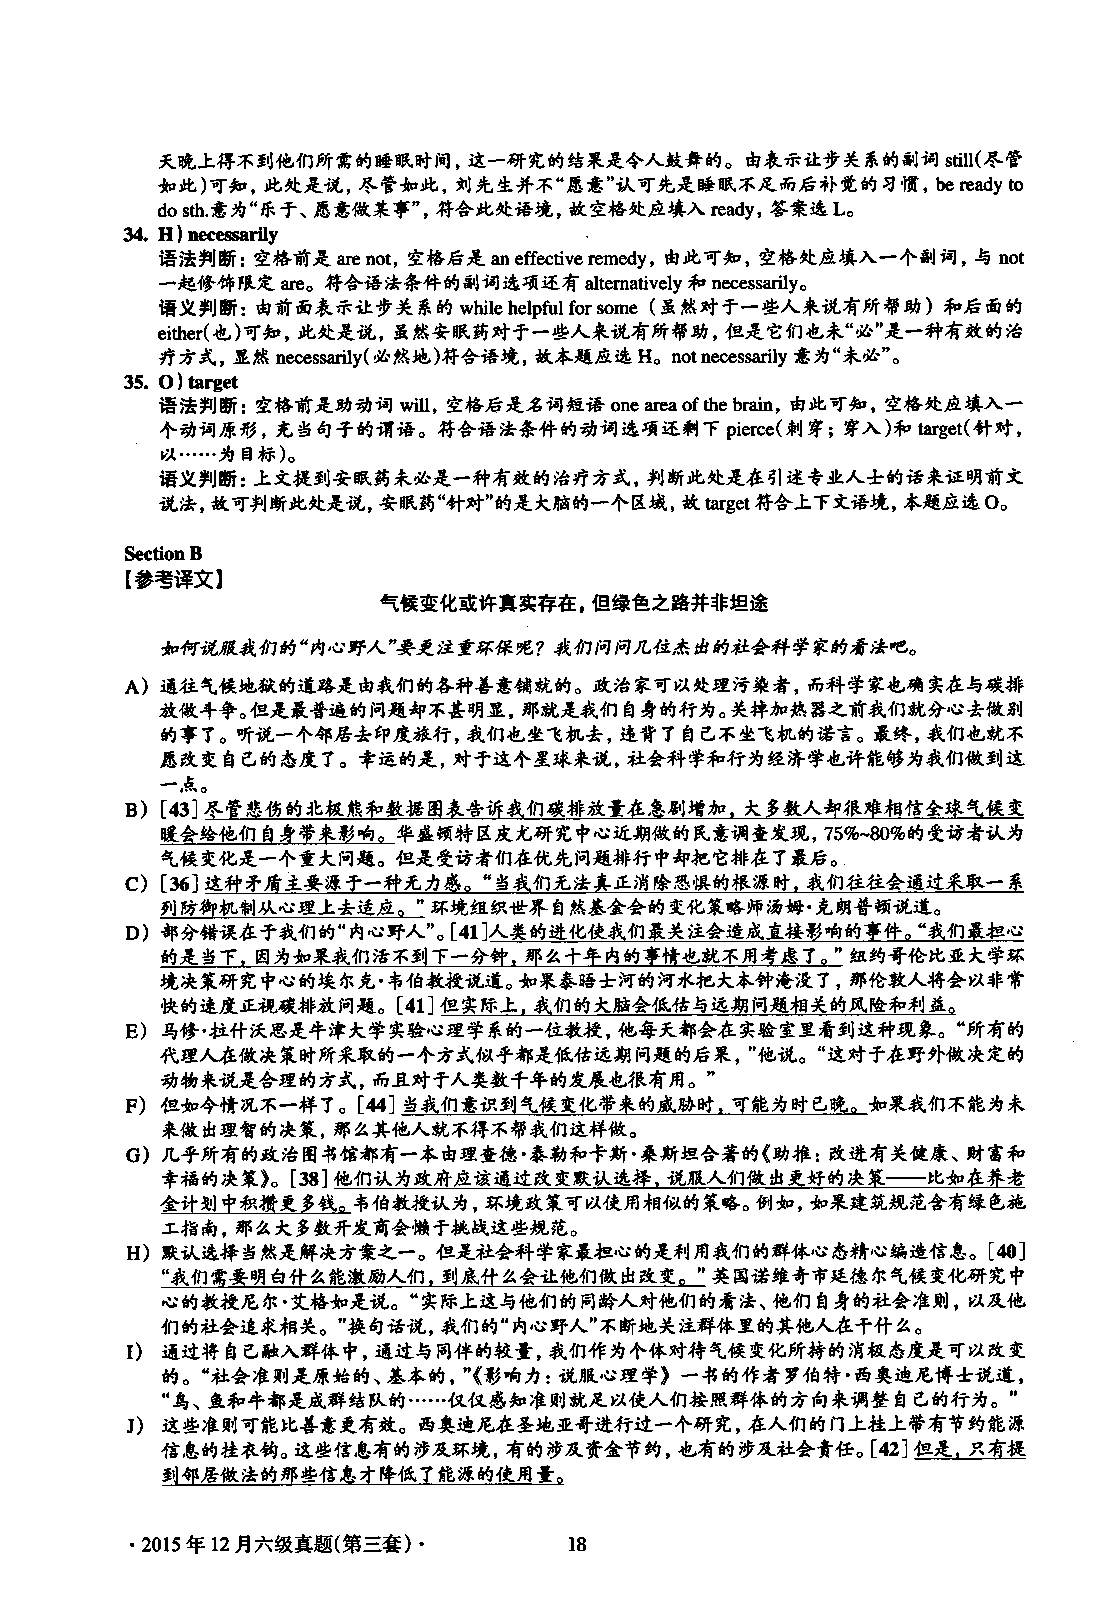 天晚上得不到他们所需的睡眠时间，这一研究的结果是令人鼓舞的。由表示让步关系的副词 still(尽管
如此)可知，此处是说，尽管如此，刘先生并不“愿意”认可先是睡眠不足而后补觉的习惯，be ready to
do sth.意为“乐于、愿意做某事”，符合此处语境，故空格处应填入 ready，答案选 L。
34. H) necessarily
语法判断：空格前是 are not，空格后是 an effective remedy，由此可知，空格处应填入一个副词，与 not
一起修饰限定 are。符合语法条件的副词选项还有 alternatively 和 necessarily。
语义判断：由前面表示让步关系的 while helpful for some（虽然对于一些人来说有所帮助）和后面的
either(也)可知，此处是说，虽然安眠药对于一些人来说有所帮助，但是它们也未“必”是一种有效的治
疗方式，显然 necessarily(必然地)符合语境，故本题应选 H。not necessarily 意为“未必”。
35. O) target
语法判断：空格前是助动词 will，空格后是名词短语 one area of the brain，由此可知，空格处应填入一
个动词原形，充当句子的谓语。符合语法条件的动词选项还剩下 pierce(刺穿；穿入)和 target(针对，
以……为目标)。
语义判断：上文提到安眠药未必是一种有效的治疗方式，判断此处是在引述专业人士的话来证明前文
说法，故可判断此处是说，安眠药“针对”的是大脑的一个区域，故 target 符合上下文语境，本题应选 O。
Section B
【参考译文】
气候变化或许真实存在，但绿色之路并非坦途
如何说服我们的“内心野人”要更注重环保呢？我们问问几位杰出的社会科学家的看法吧。
A) 通往气候地狱的道路是由我们的各种善意铺就的。政治家可以处理污染者，而科学家也确实在与碳排
放做斗争。但是最普遍的问题却不甚明显，那就是我们自身的行为。关掉加热器之前我们就分心去做别
的事了。听说一个邻居去印度旅行，我们也坐飞机去，违背了自己不坐飞机的诺言。最终，我们也就不
愿改变自己的态度了。幸运的是，对于这个星球来说，社会科学和行为经济学也许能够为我们做到这
一点。
B) [43]尽管悲伤的北极熊和数据图表告诉我们碳排放量在急剧增加，大多数人却很难相信全球气候变
暖会给他们自身带来影响。华盛顿特区皮尤研究中心近期做的民意调查发现，75%~80%的受访者认为
气候变化是一个重大问题。但是受访者们在优先问题排行中却把它排在了最后。
C) [36]这种矛盾主要源于一种无力感。“当我们无法真正消除恐惧的根源时，我们往往会通过采取一系
列防御机制从心理上去适应。”环境组织世界自然基金会的变化策略师汤姆·克朗普顿说道。
D) 部分错误在于我们的“内心野人”。[41]人类的进化使我们最关注会造成直接影响的事件。“我们最担心
的是当下，因为如果我们活不到下一分钟，那么十年内的事情也就不用考虑了。”纽约哥伦比亚大学环
境决策研究中心的埃尔克·韦伯教授说道。如果泰晤士河的河水把大本钟淹没了，那伦敦人将会以非常
快的速度正视碳排放问题。[41]但实际上，我们的大脑会低估与远期问题相关的风险和利益。
E) 马修·拉什沃思是牛津大学实验心理学系的一位教授，他每天都会在实验室里看到这种现象。“所有的
代理人在做决策时所采取的一个方式似乎都是低估远期问题的后果，”他说。“这对于在野外做决定的
动物来说是合理的方式，而且对于人类数千年的发展也很有用。”
F) 但如今情况不一样了。[44]当我们意识到气候变化带来的威胁时，可能为时已晚。如果我们不能为未
来做出理智的决策，那么其他人就不得不帮我们这样做。
G) 几乎所有的政治图书馆都有一本由理查德·泰勒和卡斯·桑斯坦合著的《助推：改进有关健康、财富和
幸福的决策》。[38]他们认为政府应该通过改变默认选择，说服人们做出更好的决策——比如在养老
金计划中积攒更多钱。韦伯教授认为，环境政策可以使用相似的策略。例如，如果建筑规范含有绿色施
工指南，那么大多数开发商会懒于挑战这些规范。
H) 默认选择当然是解决方案之一。但是社会科学家最担心的是利用我们的群体心态精心编造信息。[40]
“我们需要明白什么能激励人们，到底什么会让他们做出改变。”英国诺维奇市廷德尔气候变化研究中
心的教授尼尔·艾格如是说。“实际上这与他们的同龄人对他们的看法、他们自身的社会准则，以及他
们的社会追求相关。”换句话说，我们的“内心野人”不断地关注群体里的其他人在干什么。
I) 通过将自己融入群体中，通过与同伴的较量，我们作为个体对待气候变化所持的消极态度是可以改变
的。“社会准则是原始的、基本的，”《影响力：说服心理学》一书的作者罗伯特·西奥迪尼博士说道，
“鸟、鱼和牛都是成群结队的……仅仅感知准则就足以使人们按照群体的方向来调整自己的行为。”
J) 这些准则可能比善意更有效。西奥迪尼在圣地亚哥进行过一个研究，在人们的门上挂上带有节约能源
信息的挂衣钩。这些信息有的涉及环境，有的涉及资金节约，也有的涉及社会责任。[42]但是，只有提
到邻居做法的那些信息才降低了能源的使用量。
·2015 年 12 月六级真题(第三套)· 18